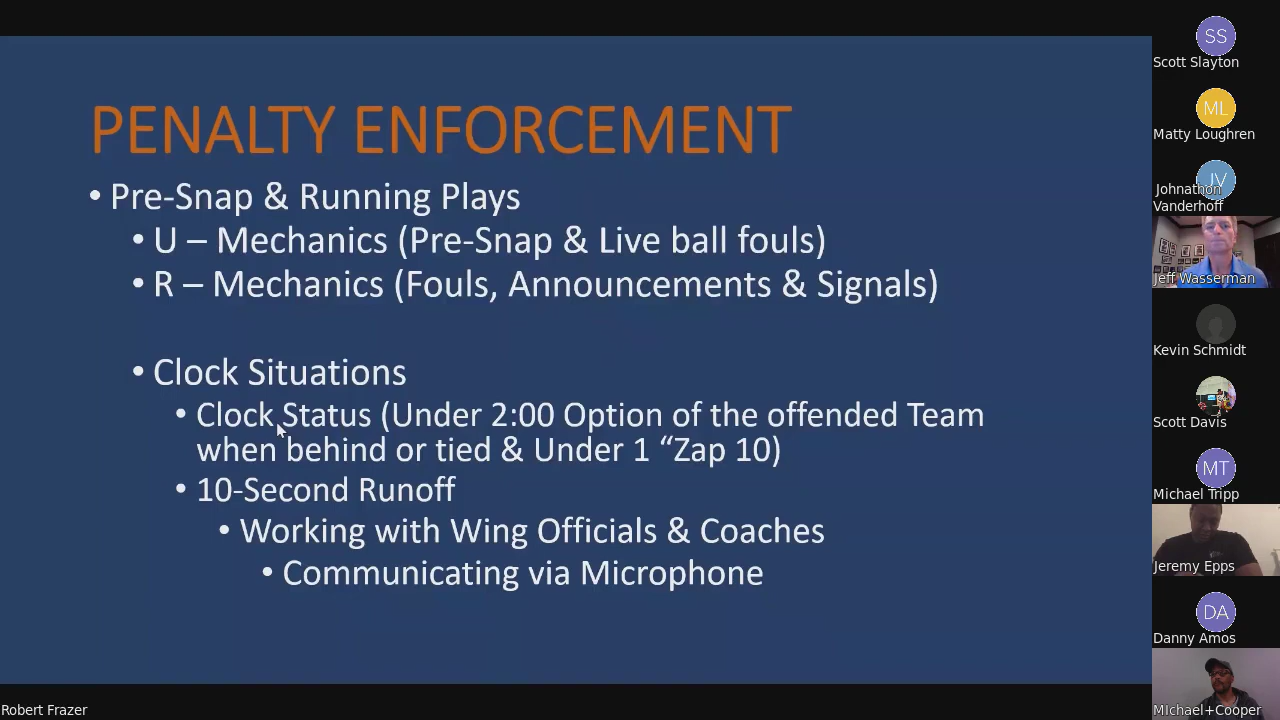 PENALTY ENFORCEMENT
• Pre-Snap & Running Plays
• U – Mechanics (Pre-Snap & Live ball fouls)
• R – Mechanics (Fouls, Announcements & Signals)
• Clock Situations
• Clock Status (Under 2:00 Option of the offended Team
when behind or tied & Under 1 “Zap 10)
• 10-Second Runoff
• Working with Wing Officials & Coaches
• Communicating via Microphone
Robert Frazer
SS
Scott Slayton
ML
Matty Loughren
JV
Johnathon
Vanderhoff
Jeff Wasserman
Kevin Schmidt
Scott Davis
MT
Michael Tripp
Jeremy Epps
DA
Danny Amos
MIchael+Cooper